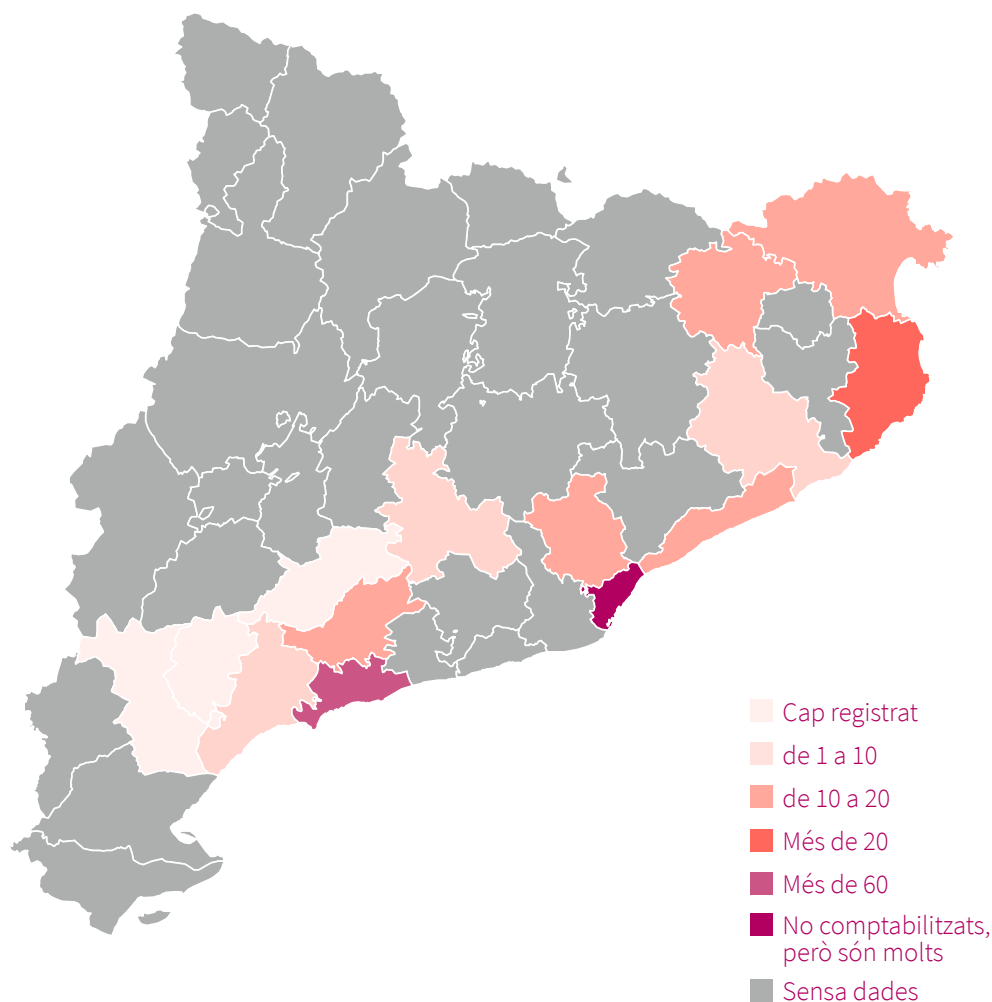 Cap registrat
de 1 a 10
de 10 a 20
Més de 20
Més de 60
No comptabilitzats,
però són molts
Sensa dades